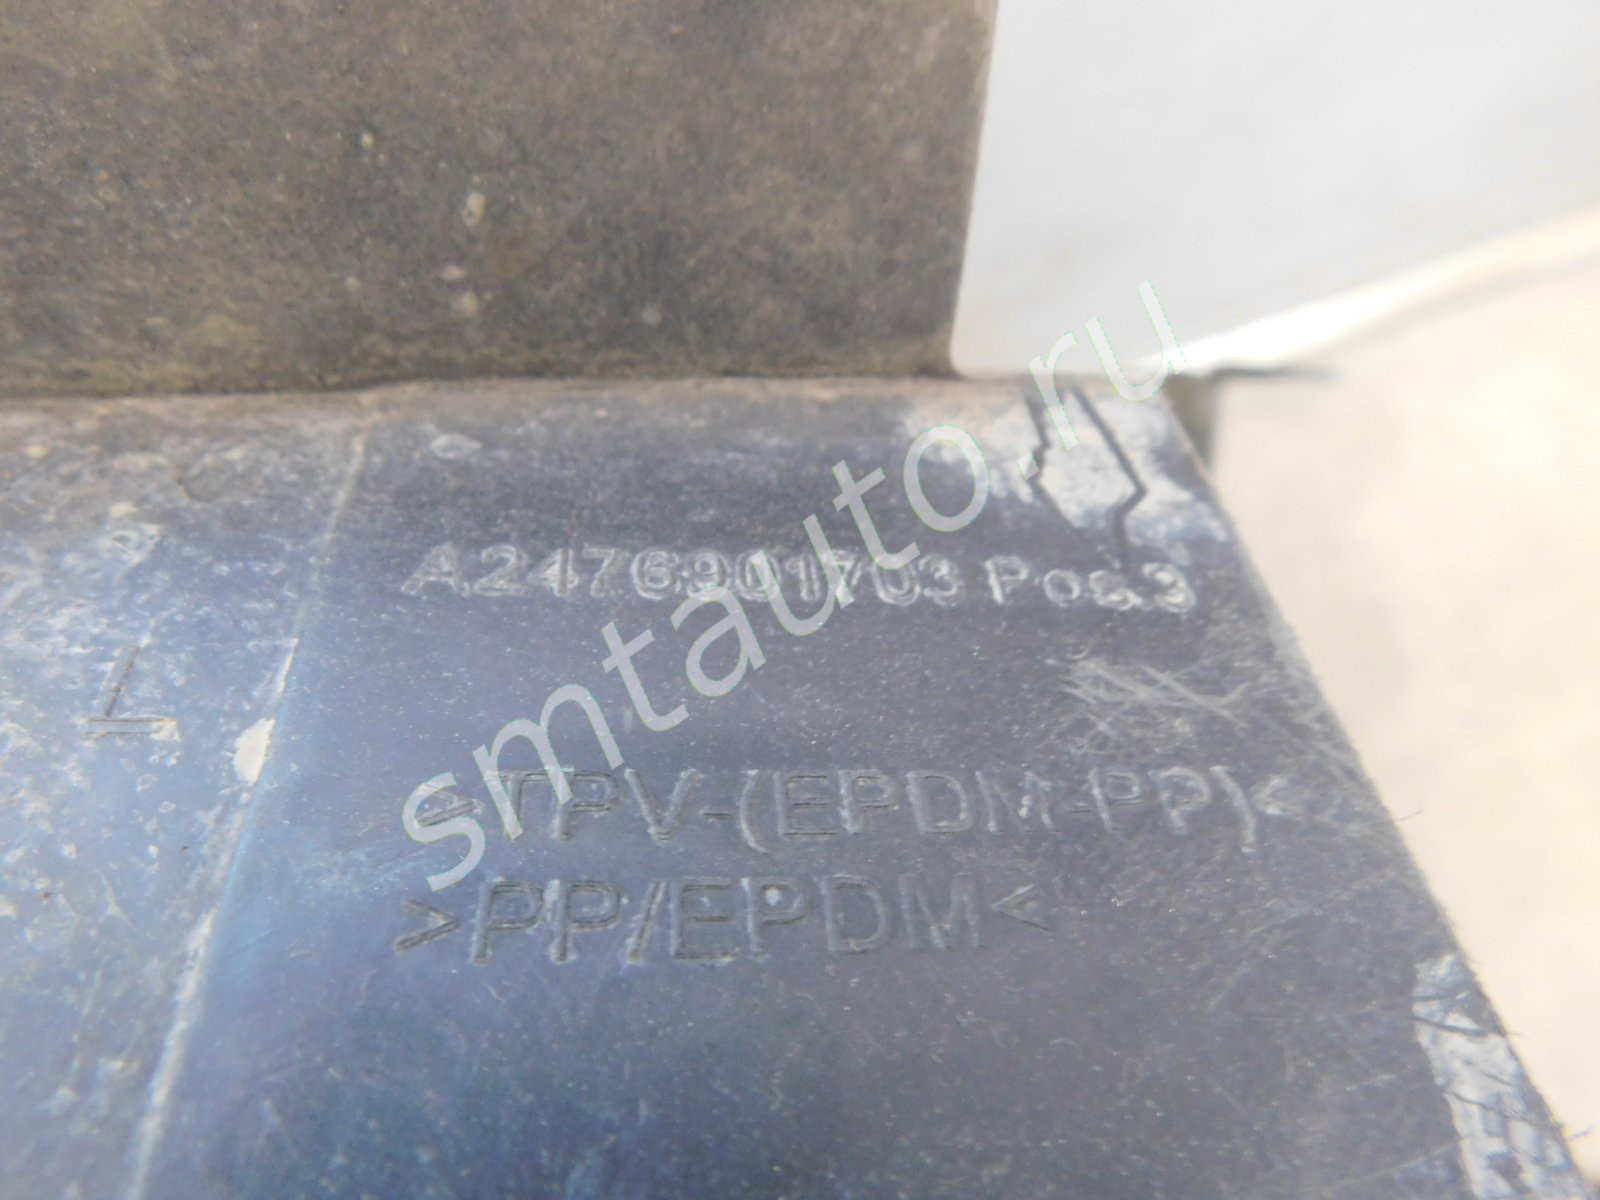 A2476901703 Pos.3
L
>TPV-(EPDM-PP)<
>PP/EPDM<
smtauto.ru